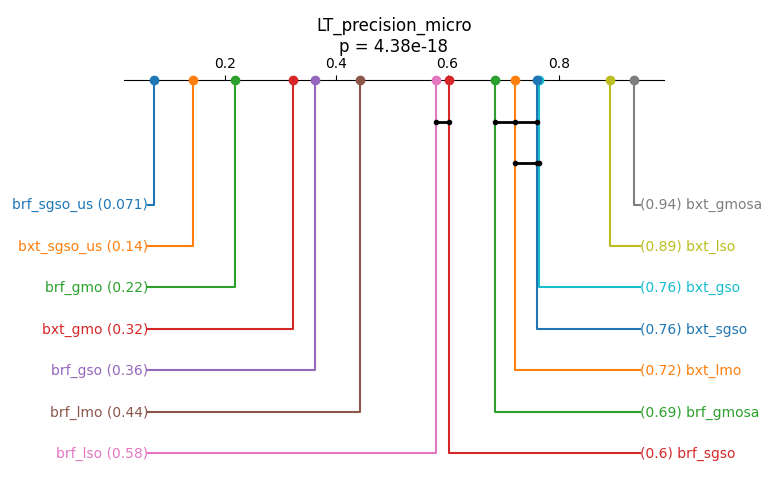 LT_precision_micro
p = 4.38e-18
0.2 0.4 0.6 0.8
brf_sgso_us (0.071) (0.94) bxt_gmosa
bxt_sgso_us (0.14) (0.89) bxt_lso
brf_gmo (0.22) (0.76) bxt_gso
bxt_gmo (0.32) (0.76) bxt_sgso
brf_gso (0.36) (0.72) bxt_lmo
brf_lmo (0.44) (0.69) brf_gmosa
brf_lso (0.58) (0.6) brf_sgso